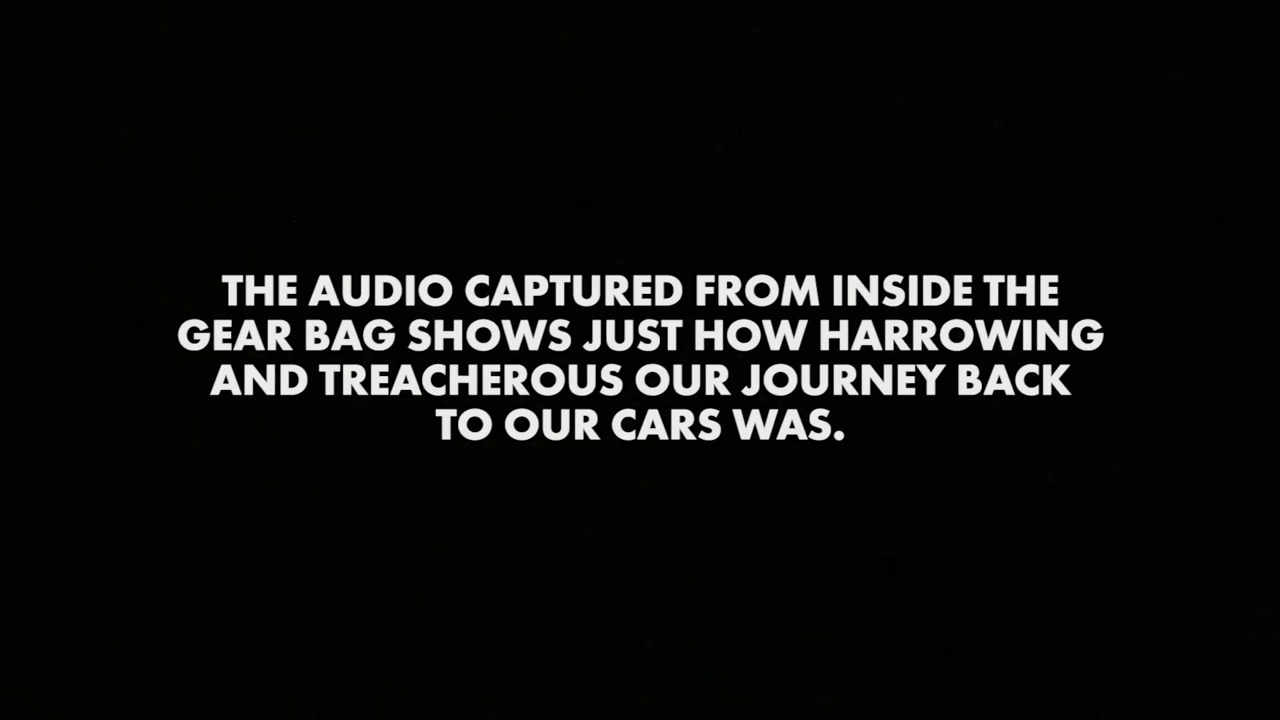 THE AUDIO CAPTURED FROM INSIDE THE
GEAR BAG SHOWS JUST HOW HARROWING
AND TREACHEROUS OUR JOURNEY BACK
TO OUR CARS WAS.